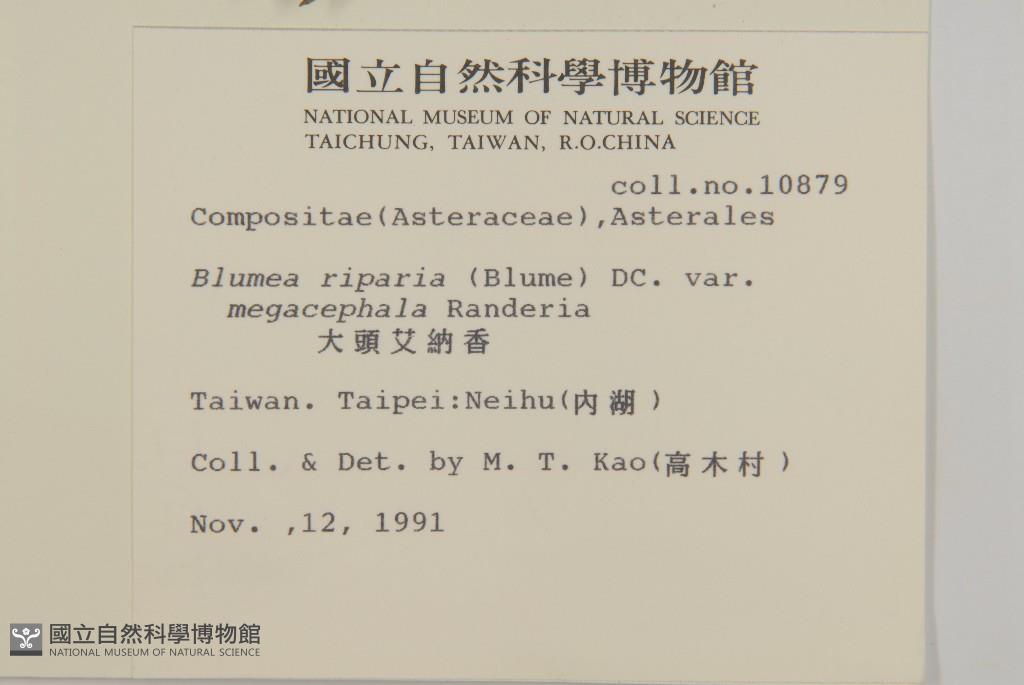 國立自然科學博物館
NATIONAL MUSEUM OF NATURAL SCIENCE
TAICHUNG, TAIWAN, R.O.CHINA
coll.no.10879
Compositae(Asteraceae),Asterales
Blumea riparia (Blume) DC. var.
megacephala Randeria
大頭艾納香
Taiwan. Taipei:Neihu(內湖)
Coll. & Det. by M. T. Kao(高木村)
Nov. ,12, 1991
國立自然科學博物館
NATIONAL MUSEUM OF NATURAL SCIENCE